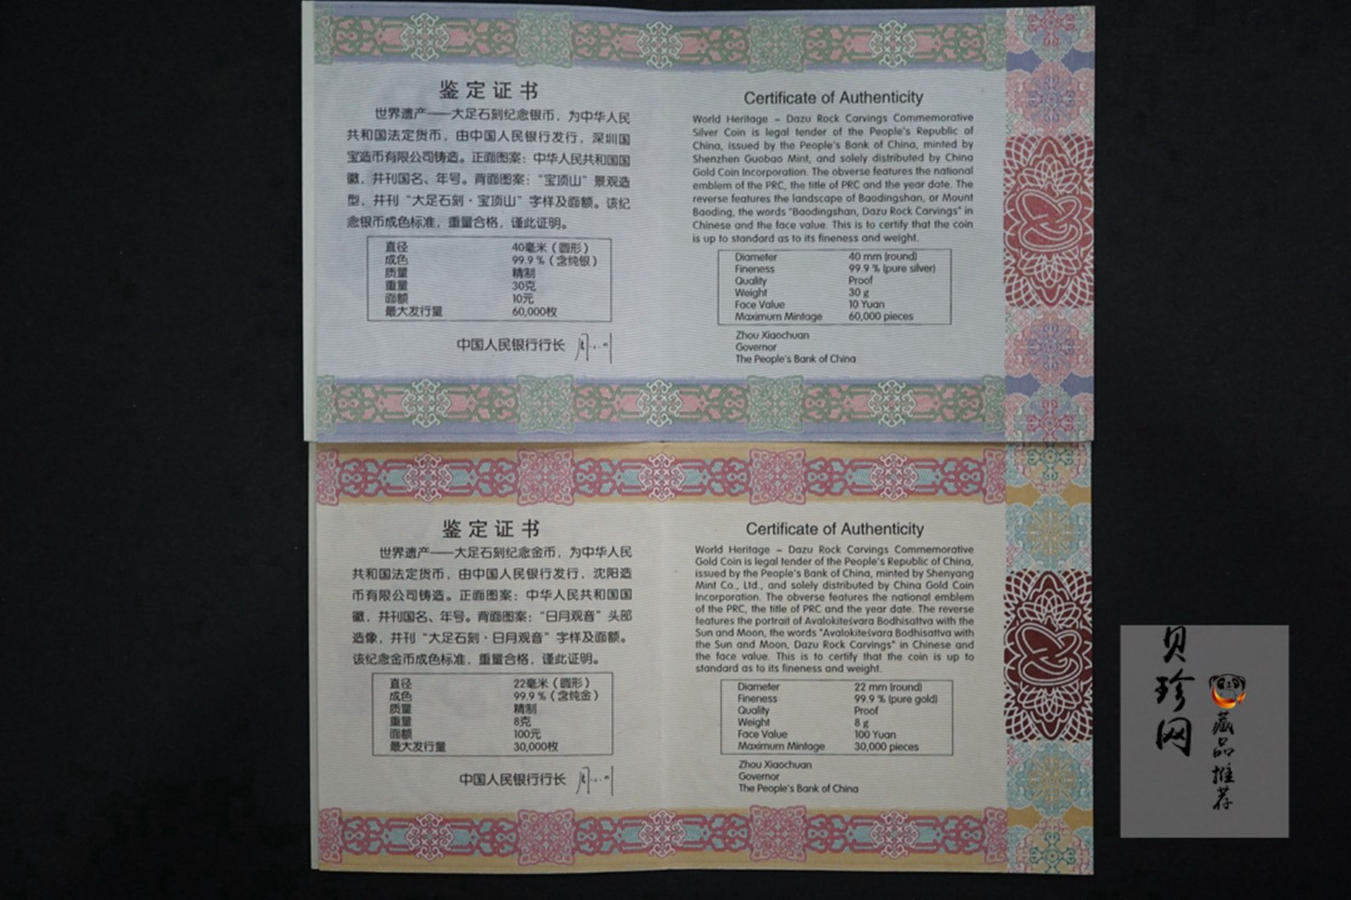 鉴定证书
世界遗产——大足石刻纪念银币，为中华人民
共和国法定货币，由中国人民银行发行，深圳国
宝造币有限公司铸造。正面图案：中华人民共和国国
徽，并刊国名、年号。背面图案：“宝顶山”景观造
型，并刊“大足石刻·宝顶山”字样及面额。该纪
念银币成色标准，重量合格，谨此证明。
直径 40毫米（圆形）
成色 99.9％（含纯银）
质量 精制
重量 30克
面额 10元
最大发行量 60,000枚
中国人民银行行长
Certificate of Authenticity
World Heritage – Dazu Rock Carvings Commemorative
Silver Coin is legal tender of the People's Republic of
China, issued by the People's Bank of China, minted by
Shenzhen Guobao Mint, and solely distributed by China
Gold Coin Incorporation. The obverse features the national
emblem of the PRC, the title of PRC and the year date. The
reverse features the landscape of Baodingshan, or Mount
Baoding, the words "Baodingshan, Dazu Rock Carvings" in
Chinese and the face value. This is to certify that the coin
is up to standard as to its fineness and weight.
Diameter 40 mm (round)
Fineness 99.9 % (pure silver)
Quality Proof
Weight 30 g
Face Value 10 Yuan
Maximum Mintage 60,000 pieces
Zhou Xiaochuan
Governor
The People's Bank of China
鉴定证书
世界遗产——大足石刻纪念金币，为中华人民
共和国法定货币，由中国人民银行发行，沈阳造
币有限公司铸造。正面图案：中华人民共和国国
徽，并刊国名、年号。背面图案：“日月观音”头部
造像，并刊“大足石刻·日月观音”字样及面额。
该纪念金币成色标准，重量合格，谨此证明。
直径 22毫米（圆形）
成色 99.9％（含纯金）
质量 精制
重量 8克
面额 100元
最大发行量 30,000枚
中国人民银行行长
Certificate of Authenticity
World Heritage – Dazu Rock Carvings Commemorative
Gold Coin is legal tender of the People's Republic of China,
issued by the People's Bank of China, minted by Shenyang
Mint Co., Ltd., and solely distributed by China Gold Coin
Incorporation. The obverse features the national emblem
of the PRC, the title of PRC and the year date. The reverse
features the portrait of Avalokiteśvara Bodhisattva with the
Sun and Moon, the words "Avalokiteśvara Bodhisattva with
the Sun and Moon, Dazu Rock Carvings" in Chinese and
the face value. This is to certify that the coin is up to
standard as to its fineness and weight.
Diameter 22 mm (round)
Fineness 99.9 % (pure gold)
Quality Proof
Weight 8 g
Face Value 100 Yuan
Maximum Mintage 30,000 pieces
Zhou Xiaochuan
Governor
The People's Bank of China
贝珍网
藏品推荐